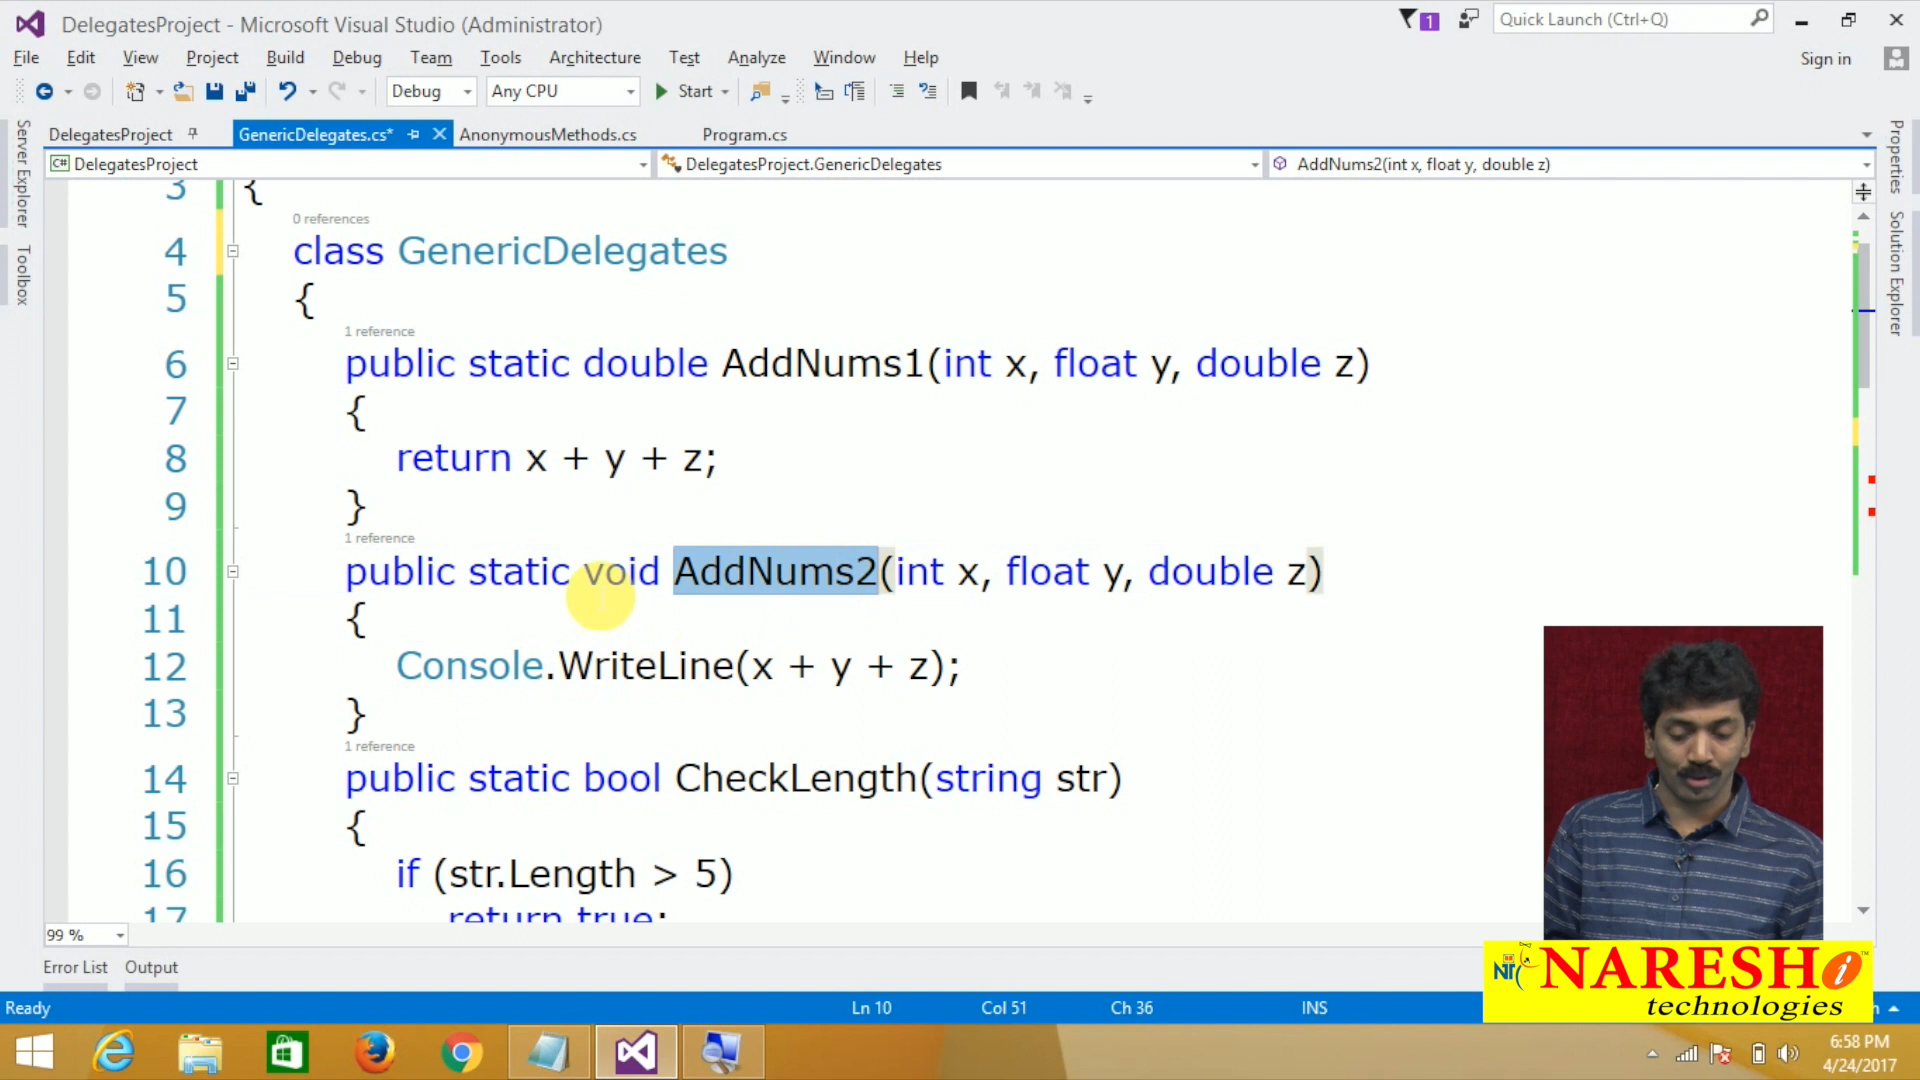 DelegatesProject - Microsoft Visual Studio (Administrator)
1
Quick Launch (Ctrl+Q)
File Edit View Project Build Debug Team Tools Architecture Test Analyze Window Help
Sign in
Debug
Any CPU
Start
DelegatesProject
GenericDelegates.cs*
AnonymousMethods.cs
Program.cs
C# DelegatesProject
DelegatesProject.GenericDelegates
AddNums2(int x, float y, double z)
Server Explorer
Toolbox
Properties
Solution Explorer
3 {
0 references
4 class GenericDelegates
5 {
1 reference
6 public static double AddNums1(int x, float y, double z)
7 {
8 return x + y + z;
9 }
1 reference
10 public static void AddNums2(int x, float y, double z)
11 {
12 Console.WriteLine(x + y + z);
13 }
1 reference
14 public static bool CheckLength(string str)
15 {
16 if (str.Length > 5)
17 return true;
99 %
Error List Output
Ready
Ln 10
Col 51
Ch 36
INS
NARESH i
technologies
6:58 PM
4/24/2017